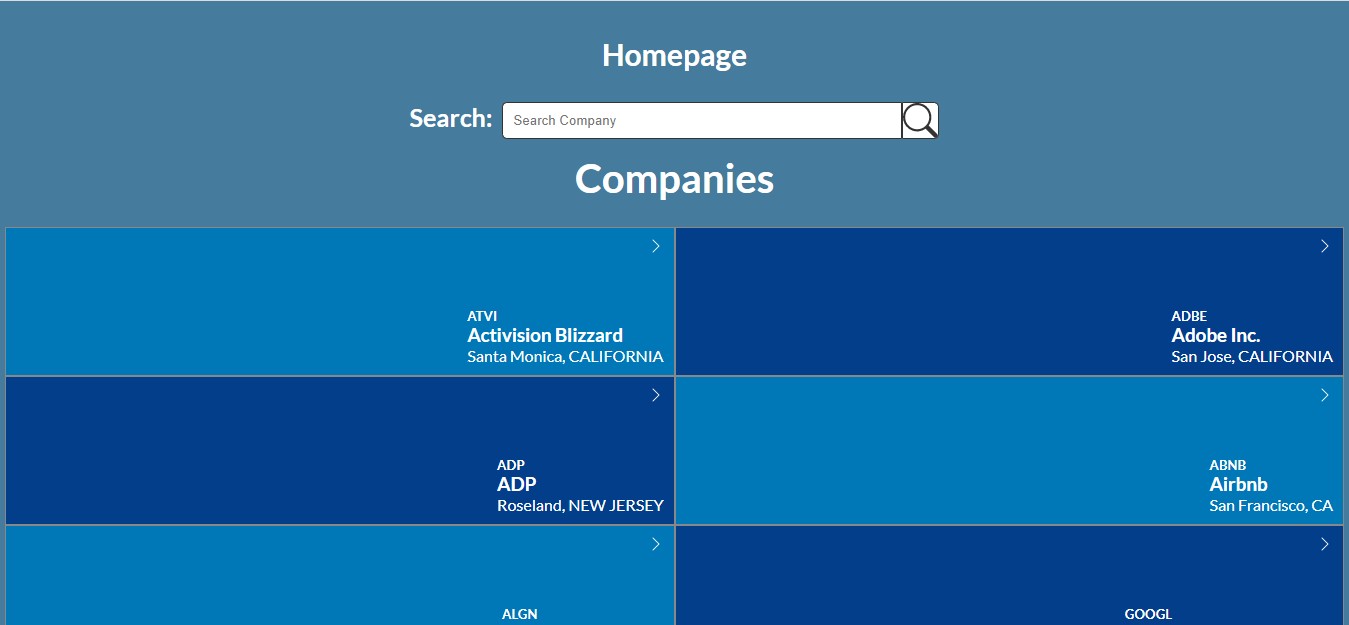 Homepage
Search: Search Company
Companies
ATVI
Activision Blizzard
Santa Monica, CALIFORNIA
ADBE
Adobe Inc.
San Jose, CALIFORNIA
ADP
ADP
Roseland, NEW JERSEY
ABNB
Airbnb
San Francisco, CA
ALGN
GOOGL